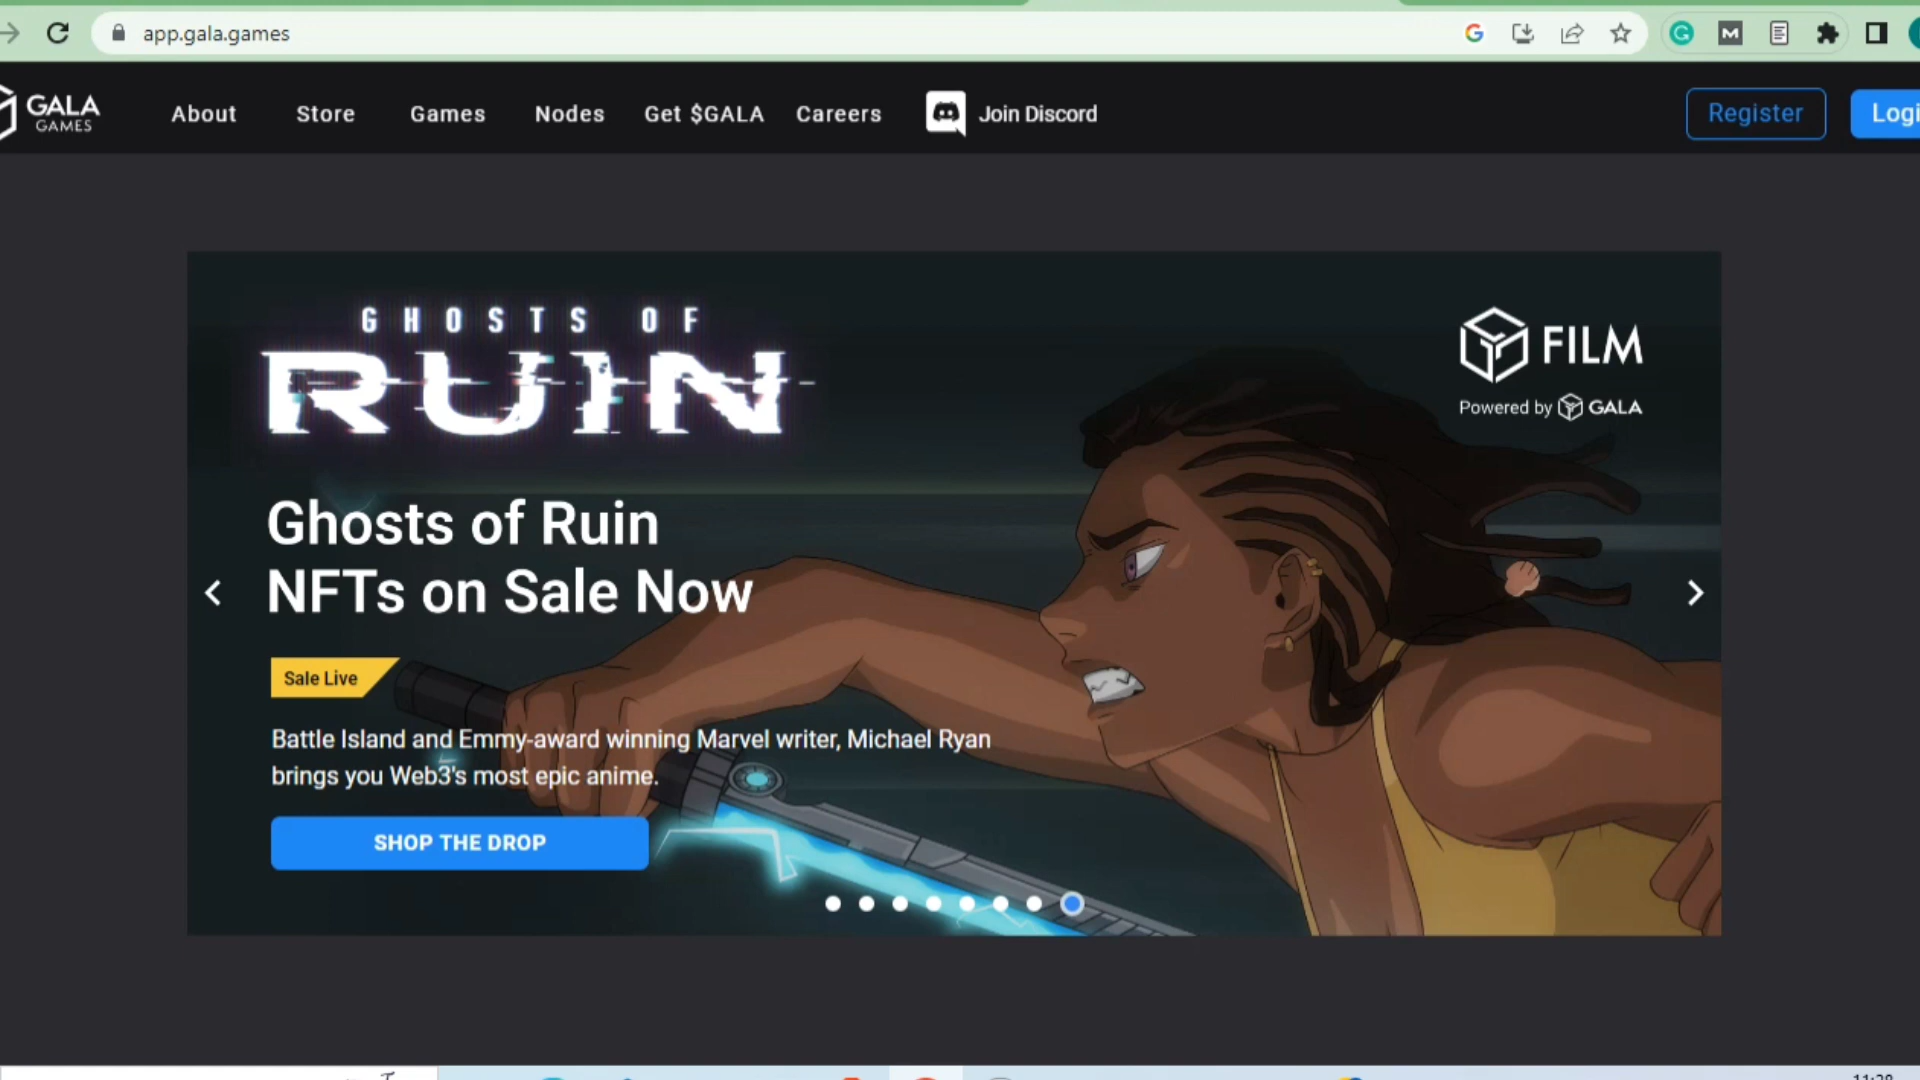 app.gala.games
GALA
GAMES
About Store Games Nodes Get $GALA Careers Join Discord Register Logi
GHOSTS OF
RUIN
FILM
Powered by GALA
Ghosts of Ruin
NFTs on Sale Now
Sale Live
Battle Island and Emmy-award winning Marvel writer, Michael Ryan
brings you Web3's most epic anime.
SHOP THE DROP